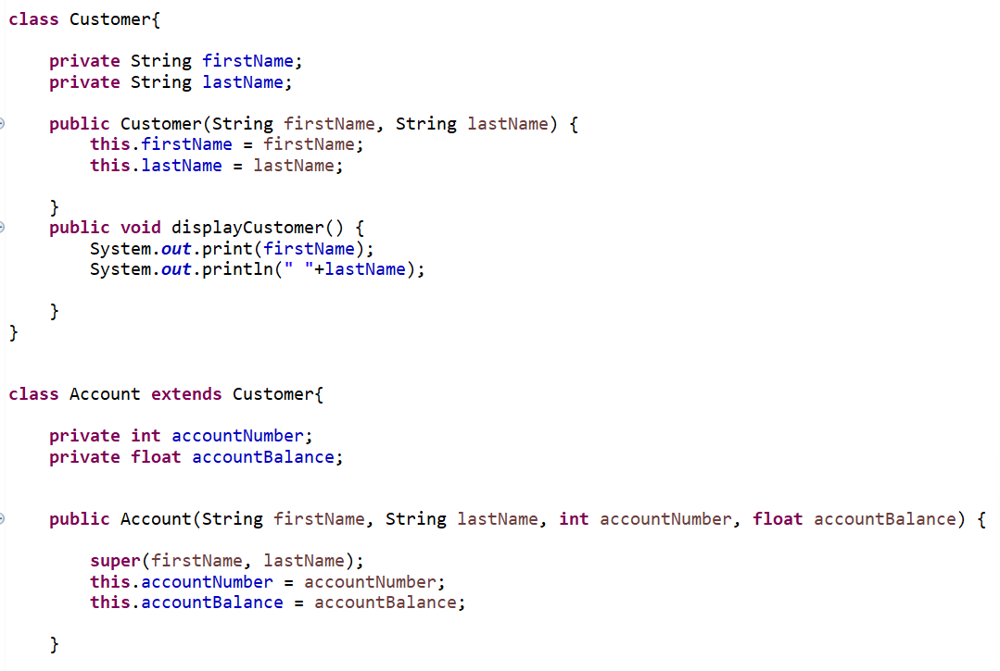 class Customer{
private String firstName;
private String lastName;
public Customer(String firstName, String lastName) {
this.firstName = firstName;
this.lastName = lastName;
}
public void displayCustomer() {
System.out.print(firstName);
System.out.println(" "+lastName);
}
}
class Account extends Customer{
private int accountNumber;
private float accountBalance;
public Account(String firstName, String lastName, int accountNumber, float accountBalance) {
super(firstName, lastName);
this.accountNumber = accountNumber;
this.accountBalance = accountBalance;
}